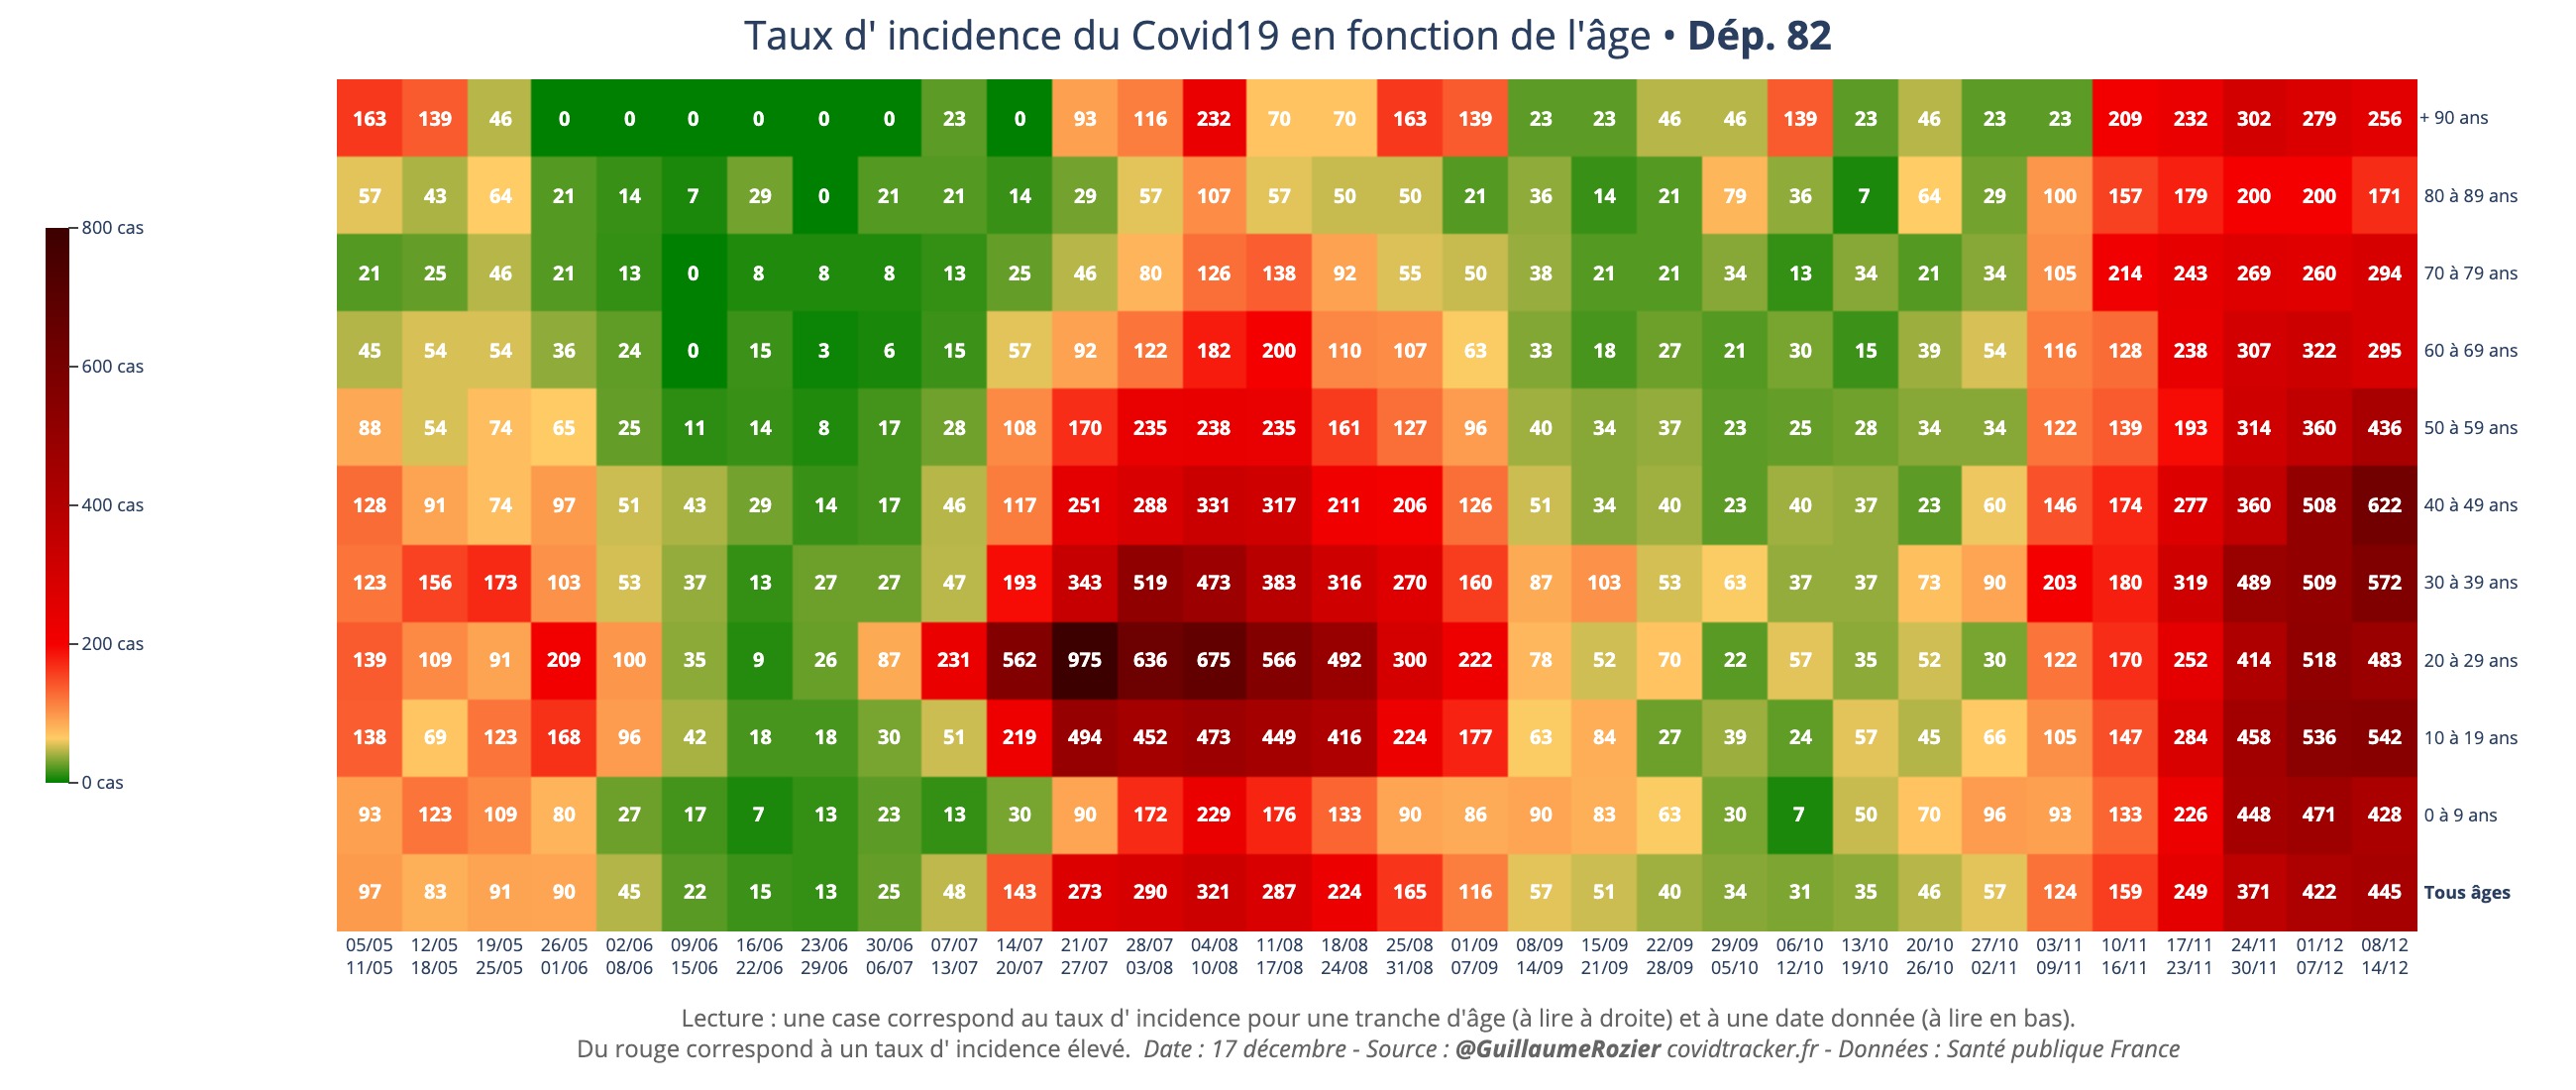 Taux d' incidence du Covid19 en fonction de l'âge • Dép. 82
163 139 46 0 0 0 0 0 0 23 0 93 116 232 70 70 163 139 23 23 46 46 139 23 46 23 23 209 232 302 279 256 + 90 ans
57 43 64 21 14 7 29 0 21 21 14 29 57 107 57 50 50 21 36 14 21 79 36 7 64 29 100 157 179 200 200 171 80 à 89 ans
800 cas
21 25 46 21 13 0 8 8 8 13 25 46 80 126 138 92 55 50 38 21 21 34 13 34 21 34 105 214 243 269 260 294 70 à 79 ans
45 54 54 36 24 0 15 3 6 15 57 92 122 182 200 110 107 63 33 18 27 21 30 15 39 54 116 128 238 307 322 295 60 à 69 ans
600 cas
88 54 74 65 25 11 14 8 17 28 108 170 235 238 235 161 127 96 40 34 37 23 25 28 34 34 122 139 193 314 360 436 50 à 59 ans
400 cas
128 91 74 97 51 43 29 14 17 46 117 251 288 331 317 211 206 126 51 34 40 23 40 37 23 60 146 174 277 360 508 622 40 à 49 ans
123 156 173 103 53 37 13 27 27 47 193 343 519 473 383 316 270 160 87 103 53 63 37 37 73 90 203 180 319 489 509 572 30 à 39 ans
200 cas
139 109 91 209 100 35 9 26 87 231 562 975 636 675 566 492 300 222 78 52 70 22 57 35 52 30 122 170 252 414 518 483 20 à 29 ans
138 69 123 168 96 42 18 18 30 51 219 494 452 473 449 416 224 177 63 84 27 39 24 57 45 66 105 147 284 458 536 542 10 à 19 ans
0 cas
93 123 109 80 27 17 7 13 23 13 30 90 172 229 176 133 90 86 90 83 63 30 7 50 70 96 93 133 226 448 471 428 0 à 9 ans
97 83 91 90 45 22 15 13 25 48 143 273 290 321 287 224 165 116 57 51 40 34 31 35 46 57 124 159 249 371 422 445 Tous âges
05/05 12/05 19/05 26/05 02/06 09/06 16/06 23/06 30/06 07/07 14/07 21/07 28/07 04/08 11/08 18/08 25/08 01/09 08/09 15/09 22/09 29/09 06/10 13/10 20/10 27/10 03/11 10/11 17/11 24/11 01/12 08/12
11/05 18/05 25/05 01/06 08/06 15/06 22/06 29/06 06/07 13/07 20/07 27/07 03/08 10/08 17/08 24/08 31/08 07/09 14/09 21/09 28/09 05/10 12/10 19/10 26/10 02/11 09/11 16/11 23/11 30/11 07/12 14/12
Lecture : une case correspond au taux d' incidence pour une tranche d'âge (à lire à droite) et à une date donnée (à lire en bas).
Du rouge correspond à un taux d' incidence élevé. Date : 17 décembre - Source : @GuillaumeRozier covidtracker.fr - Données : Santé publique France